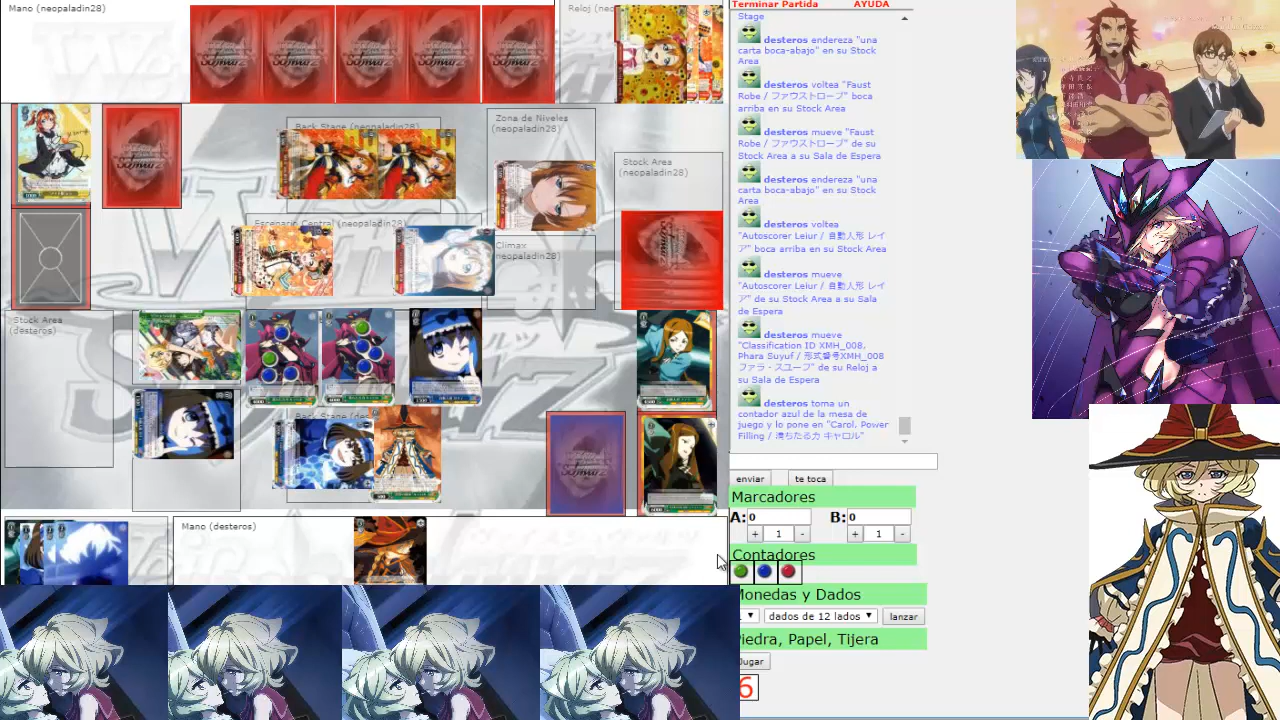 Mano (neopaladin28)
Reloj (neo
Terminar Partida AYUDA
Stage
desteros endereza "una
carta boca-abajo" en su Stock
Area
desteros voltea "Faust
Robe / ファウストローブ" boca
arriba en su Stock Area
desteros mueve "Faust
Robe / ファウストローブ" de su
Stock Area a su Sala de
Espera
desteros endereza "una
carta boca-abajo" en su Stock
Area
desteros voltea
"Autoscorer Leiur / 自動人形 レイ
ア" boca arriba en su Stock Area
desteros mueve
"Autoscorer Leiur / 自動人形 レイ
ア" de su Stock Area a su Sala
de Espera
desteros mueve
"Classification ID XMH_008,
Phara Suyuf / 形式番号XMH_008
ファラ・スユーフ" de su Reloj a
su Sala de Espera
desteros toma un
contador azul de la mesa de
juego y lo pone en "Carol, Power
Filling / 満ちたる力 キャロル"
Back Stage (neopaladin28)
Zona de Niveles
(neopaladin28)
Stock Area
(neopaladin28)
Escenario Central (neopaladin28)
Climax
(neopaladin28)
Stock Area
(desteros)
Back Stage (des
Mano (desteros)
enviar te toca
Marcadores
A: 0 B: 0
+ 1 - + 1 -
Contadores
Monedas y Dados
dados de 12 lados lanzar
Piedra, Papel, Tijera
Jugar
6